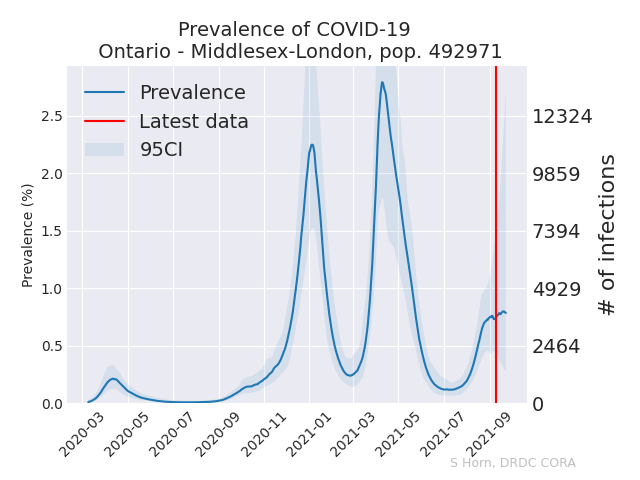 Prevalence of COVID-19
Ontario - Middlesex-London, pop. 492971
Prevalence
Latest data
95CI
Prevalence (%)
2.5
2.0
1.5
1.0
0.5
0.0
12324
9859
7394
4929
2464
0
# of infections
2020-03
2020-05
2020-07
2020-09
2020-11
2021-01
2021-03
2021-05
2021-07
2021-09
S Horn, DRDC CORA